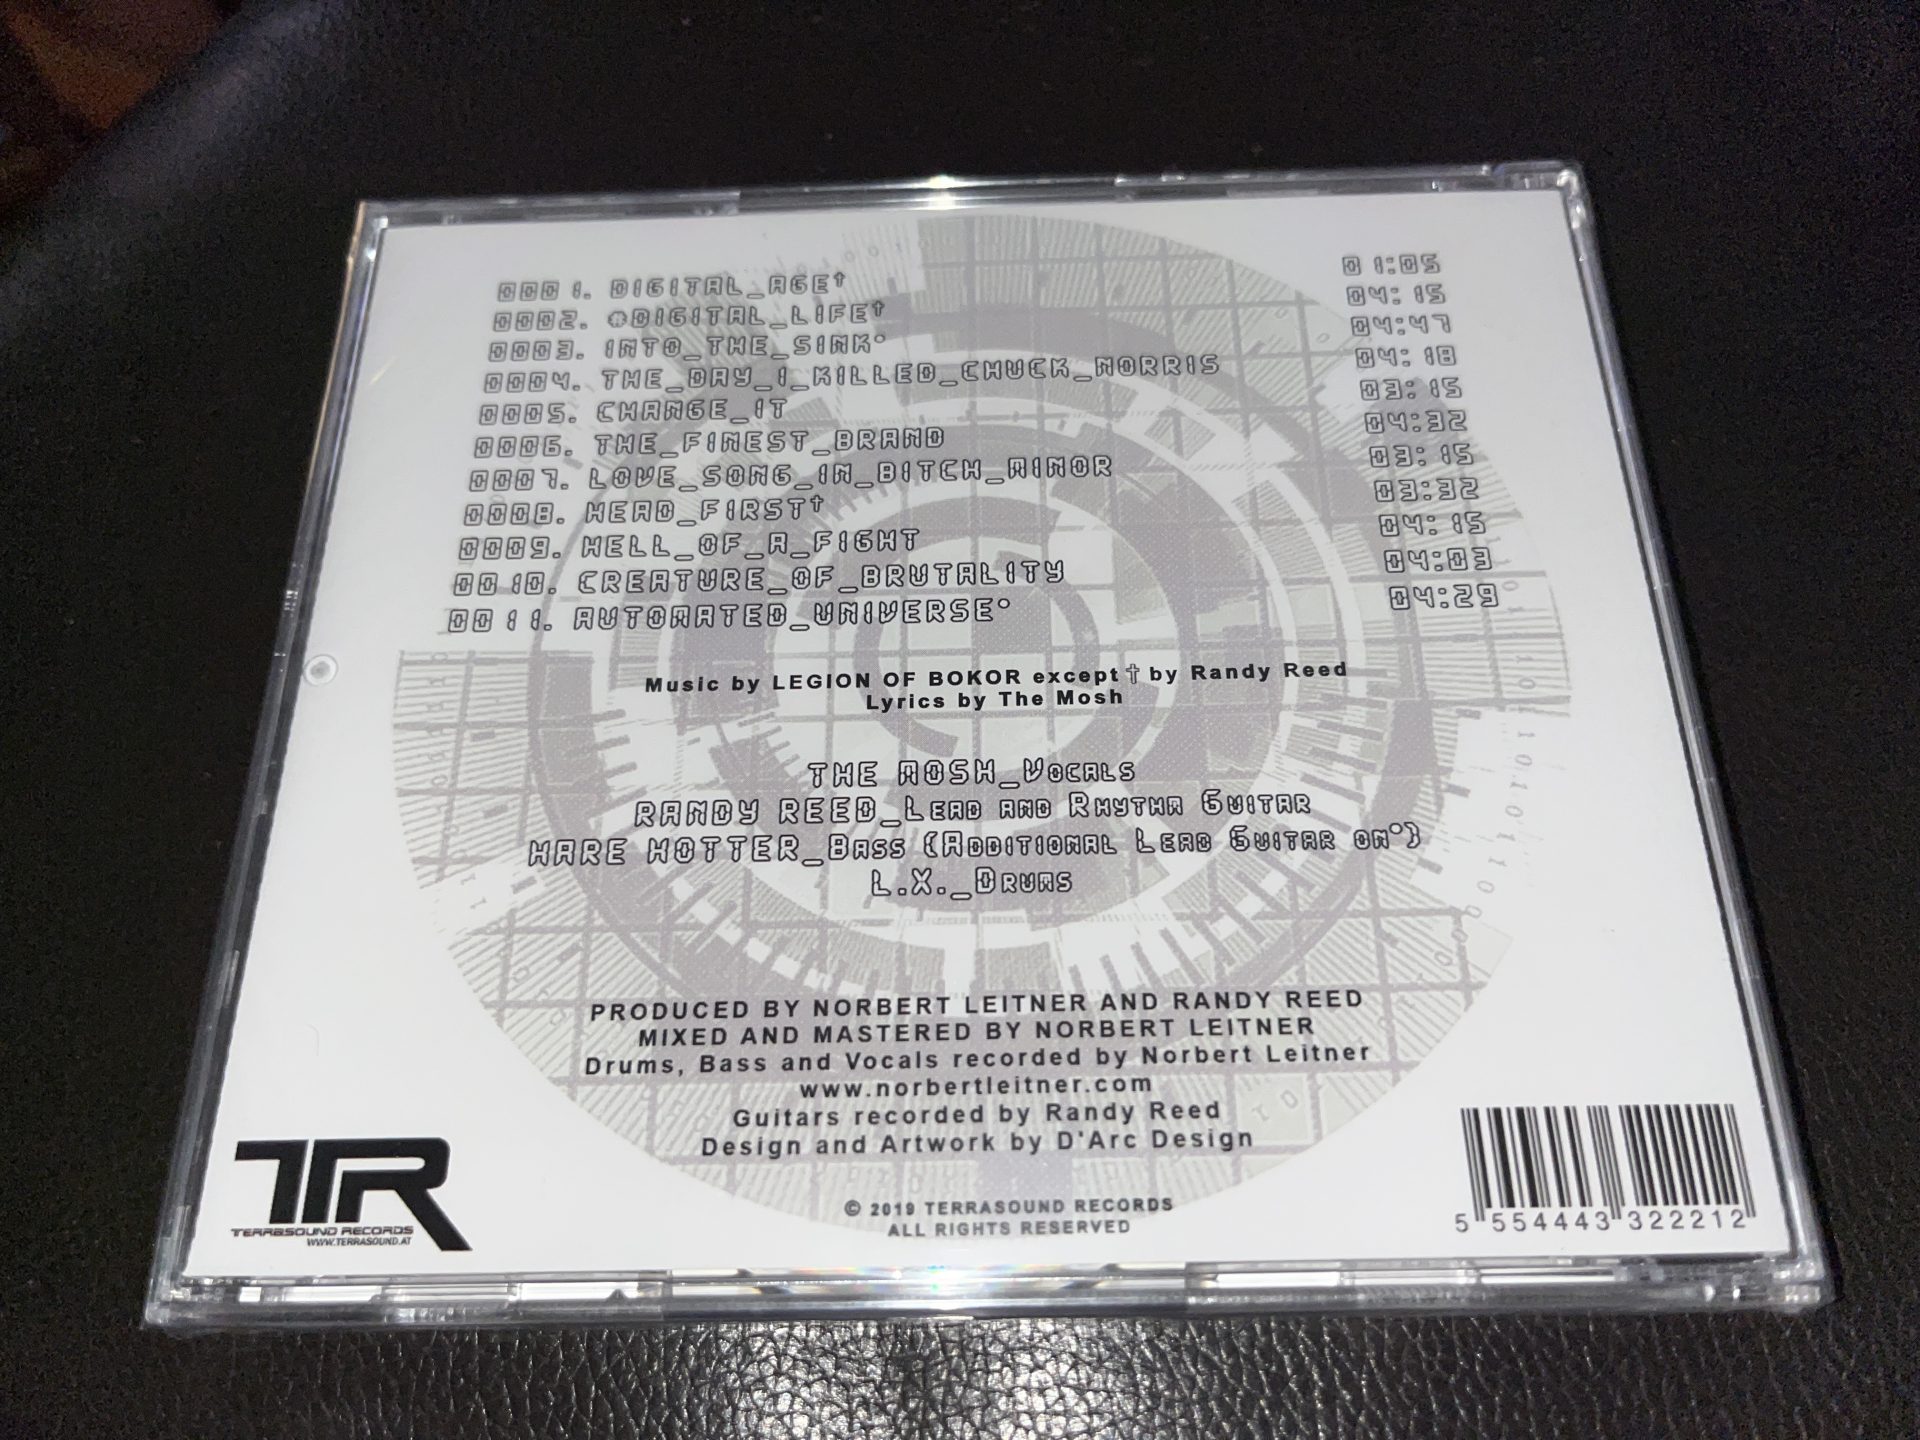 0001. DIGITAL_AGE† 01:05
0002. #DIGITAL_LIFE† 04:15
0003. INTO_THE_SINK° 04:47
0004. THE_DAY_I_KILLED_CHUCK_NORRIS 04:18
0005. CHANGE_IT 03:15
0006. THE_FINEST_BRAND 04:32
0007. LOVE_SONG_IN_BITCH_MINOR 03:15
0008. HEAD_FIRST† 03:32
0009. HELL_OF_A_FIGHT 04:15
0010. CREATURE_OF_BRUTALITY 04:03
0011. AUTOMATED_UNIVERSE° 04:29
Music by LEGION OF BOKOR except † by Randy Reed
Lyrics by The Mosh
THE MOSH_Vocals
RANDY REED_Lead and Rhythm Guitar
HARE HOTTER_Bass (Additional Lead Guitar on°)
L.X._Drums
PRODUCED BY NORBERT LEITNER AND RANDY REED
MIXED AND MASTERED BY NORBERT LEITNER
Drums, Bass and Vocals recorded by Norbert Leitner
www.norbertleitner.com
Guitars recorded by Randy Reed
Design and Artwork by D'Arc Design
© 2019 TERRASOUND RECORDS
ALL RIGHTS RESERVED
TR
TERRASOUND RECORDS
WWW.TERRASOUND.AT
5 554443 322212